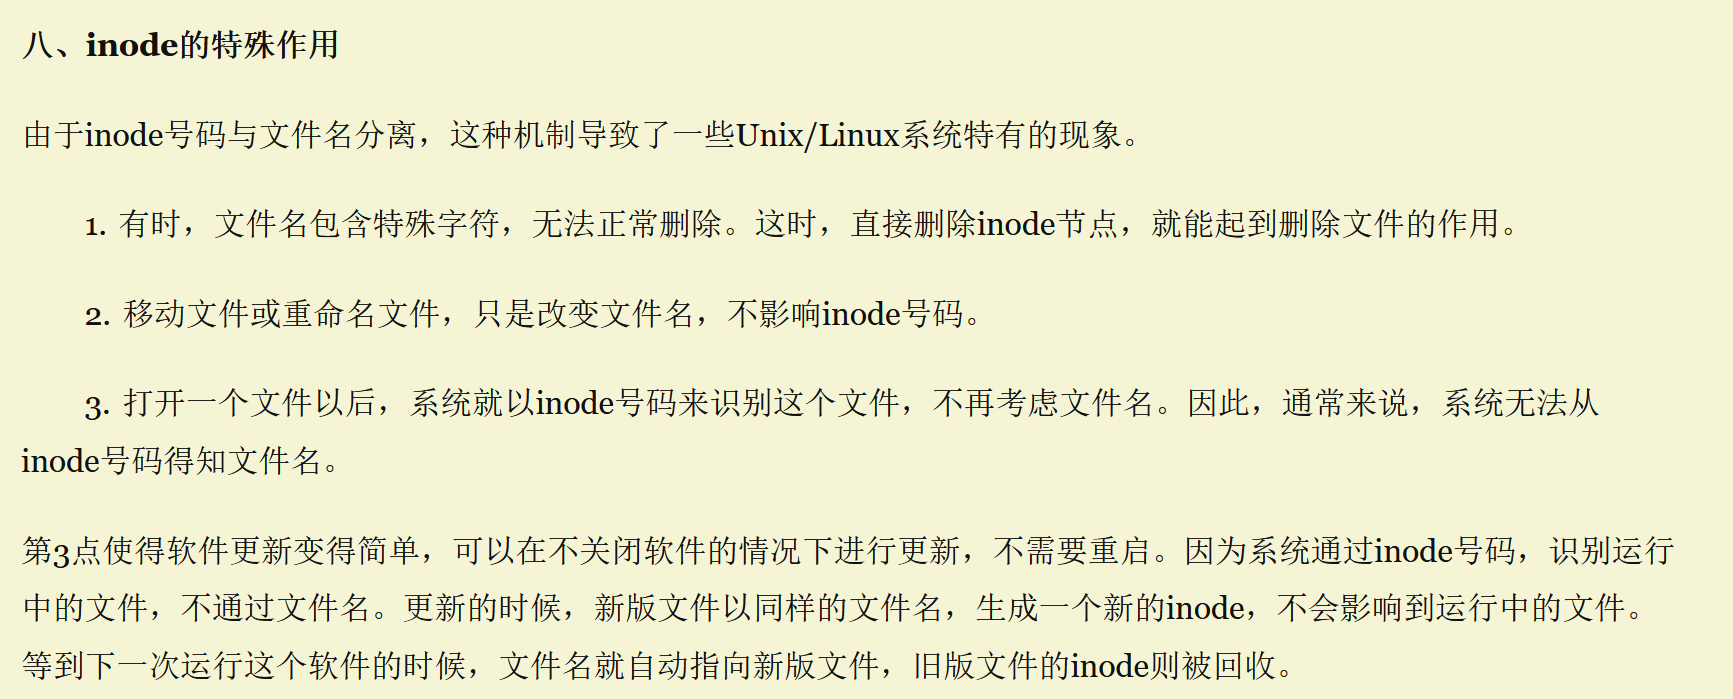 八、inode的特殊作用
由于inode号码与文件名分离，这种机制导致了一些Unix/Linux系统特有的现象。
1. 有时，文件名包含特殊字符，无法正常删除。这时，直接删除inode节点，就能起到删除文件的作用。
2. 移动文件或重命名文件，只是改变文件名，不影响inode号码。
3. 打开一个文件以后，系统就以inode号码来识别这个文件，不再考虑文件名。因此，通常来说，系统无法从
inode号码得知文件名。
第3点使得软件更新变得简单，可以在不关闭软件的情况下进行更新，不需要重启。因为系统通过inode号码，识别运行
中的文件，不通过文件名。更新的时候，新版文件以同样的文件名，生成一个新的inode，不会影响到运行中的文件。
等到下一次运行这个软件的时候，文件名就自动指向新版文件，旧版文件的inode则被回收。